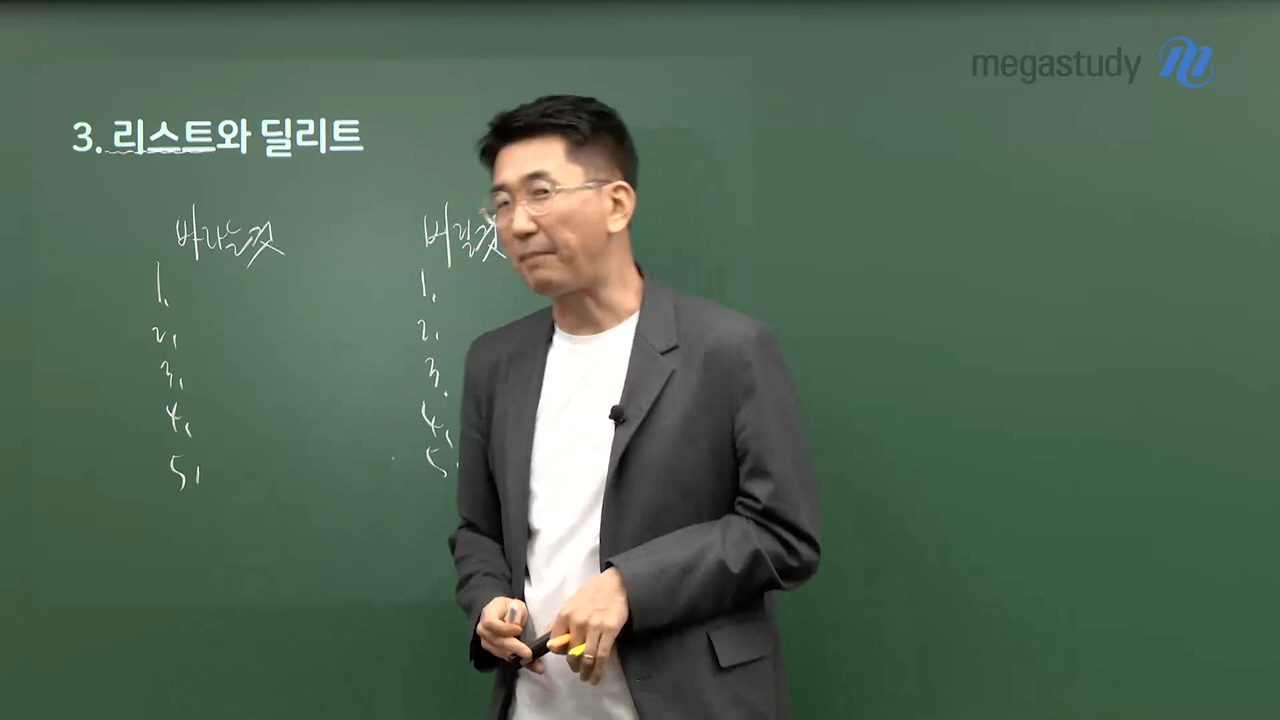 megastudy
3. 리스트와 딜리트
바라는 것
버릴것
1.
2.
3.
4.
5.
1.
2.
3.
4.
5.